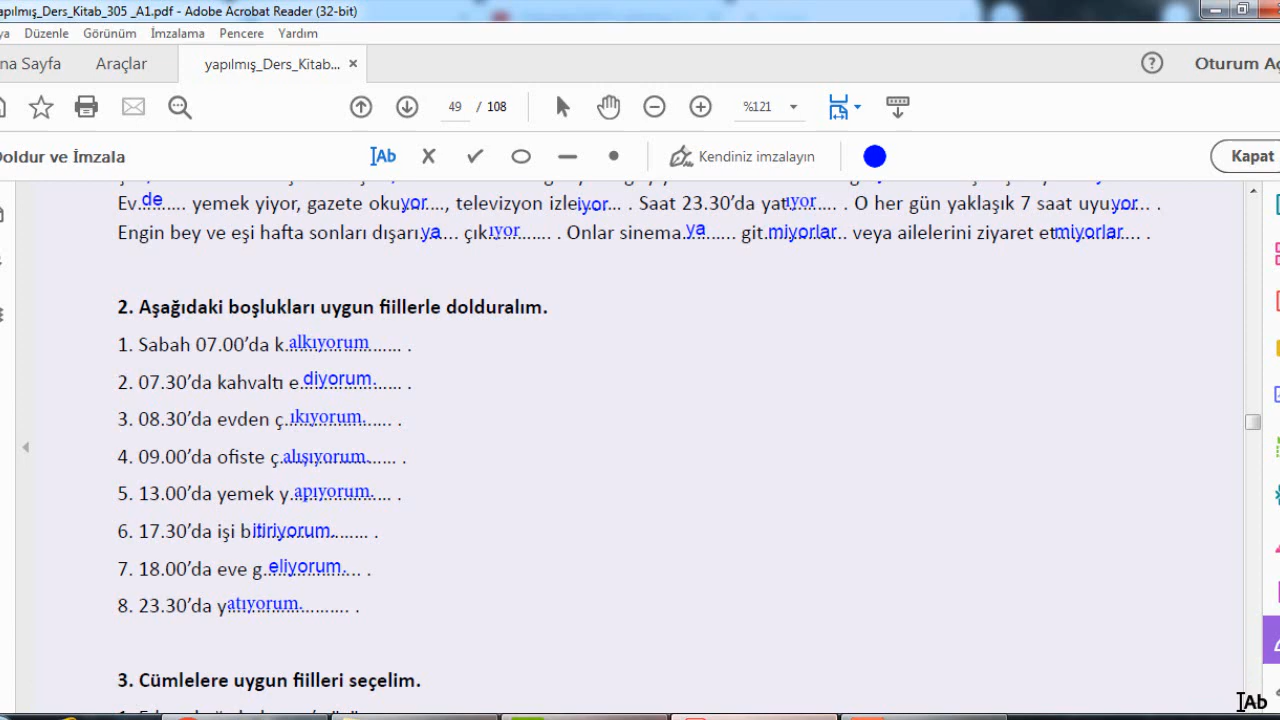 apılmış_Ders_Kitab_305 _A1.pdf - Adobe Acrobat Reader (32-bit)
ya Düzenle Görünüm İmzalama Pencere Yardım
na Sayfa Araçlar yapılmış_Ders_Kitab... × ? Oturum Aç
49 / 108 %121
Doldur ve İmzala Ab Kendiniz imzalayın Kapat
Ev.de....... yemek yiyor, gazete okuyor..., televizyon izleiyor... . Saat 23.30’da yatıyor..... . O her gün yaklaşık 7 saat uyuyor... .
Engin bey ve eşi hafta sonları dışarıya... çıkıyor....... . Onlar sinema.ya..... git.miyorlar.. veya ailelerini ziyaret etmiyorlar.... .
2. Aşağıdaki boşlukları uygun fiillerle dolduralım.
1. Sabah 07.00’da k.alkıyorum...... .
2. 07.30’da kahvaltı e.diyorum...... .
3. 08.30’da evden ç.ıkıyorum...... .
4. 09.00’da ofiste ç.alışıyorum...... .
5. 13.00’da yemek y.apıyorum.... .
6. 17.30’da işi bitiriyorum........ .
7. 18.00’da eve g.eliyorum.... .
8. 23.30’da yatıyorum........... .
3. Cümlelere uygun fiilleri seçelim.
Ab